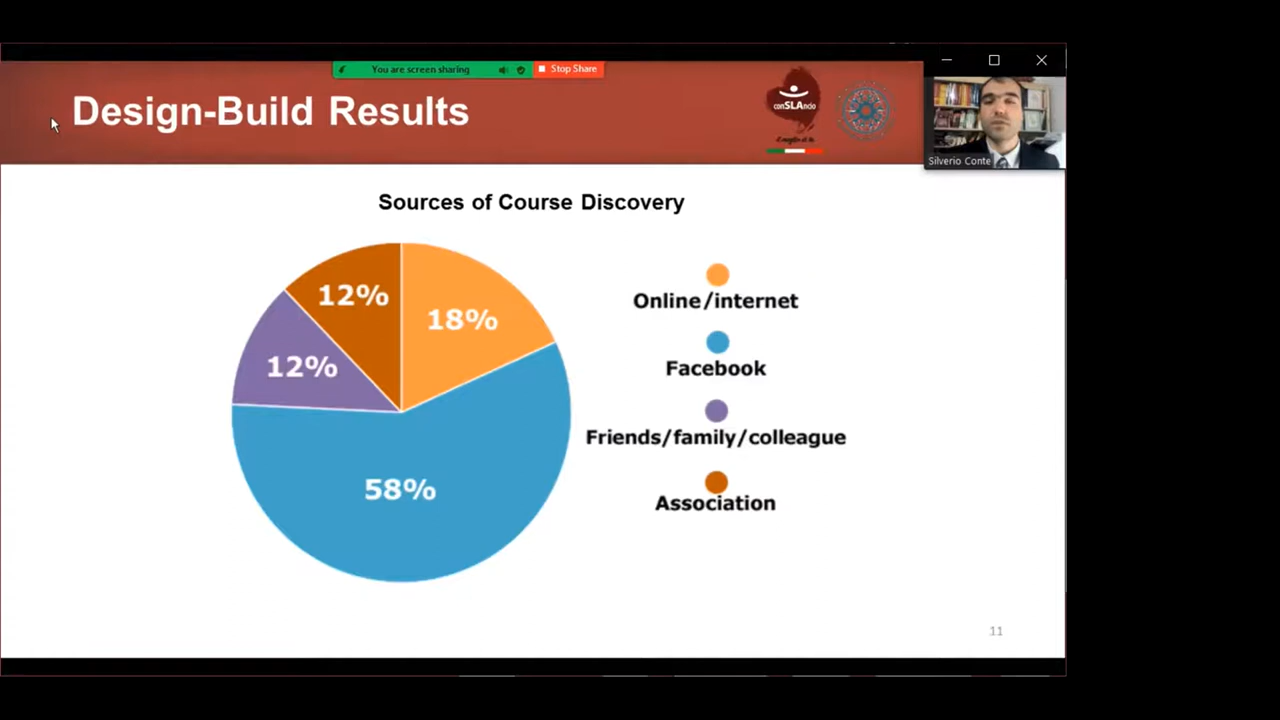 You are screen sharing
Stop Share
Design-Build Results
conSLAncio
Silverio Conte
Sources of Course Discovery
12%
18%
12%
58%
Online/internet
Facebook
Friends/family/colleague
Association
11